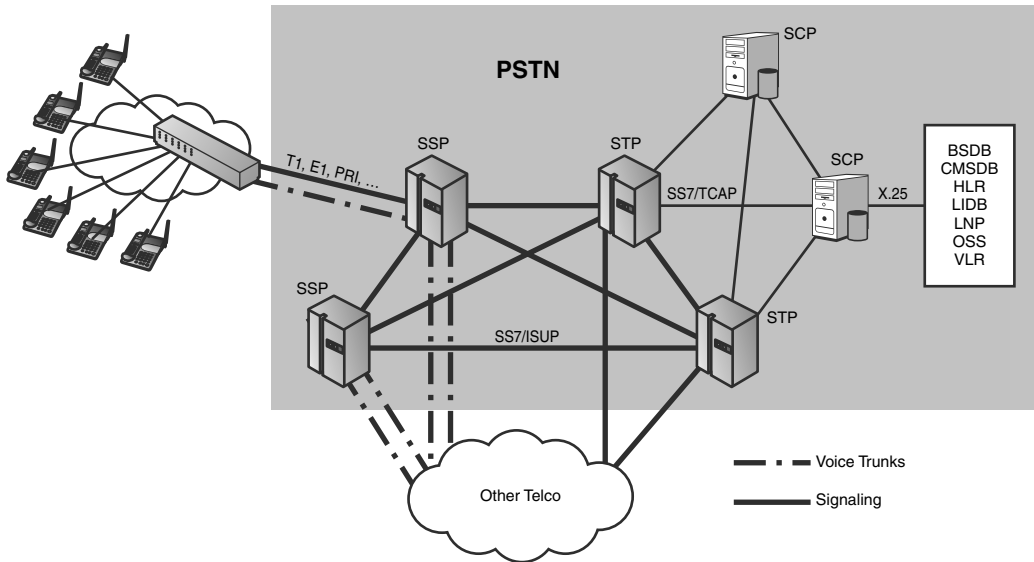 PSTN
SCP
SSP
STP
SCP
BSDB
CMSDB
HLR
LIDB
LNP
OSS
VLR
T1, E1, PRI, ...
SS7/TCAP
X.25
SSP
STP
SS7/ISUP
Voice Trunks
Other Telco
Signaling